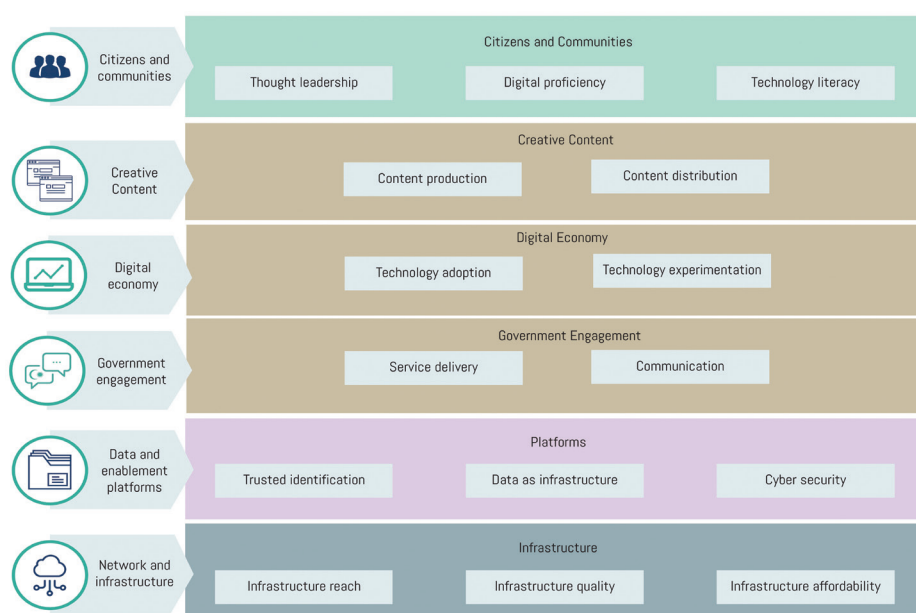 Citizens and
communities
Citizens and Communities
Thought leadership
Digital proficiency
Technology literacy
Creative
Content
Creative Content
Content production
Content distribution
Digital
economy
Digital Economy
Technology adoption
Technology experimentation
Government
engagement
Government Engagement
Service delivery
Communication
Data and
enablement
platforms
Platforms
Trusted identification
Data as infrastructure
Cyber security
Network and
infrastructure
Infrastructure
Infrastructure reach
Infrastructure quality
Infrastructure affordability